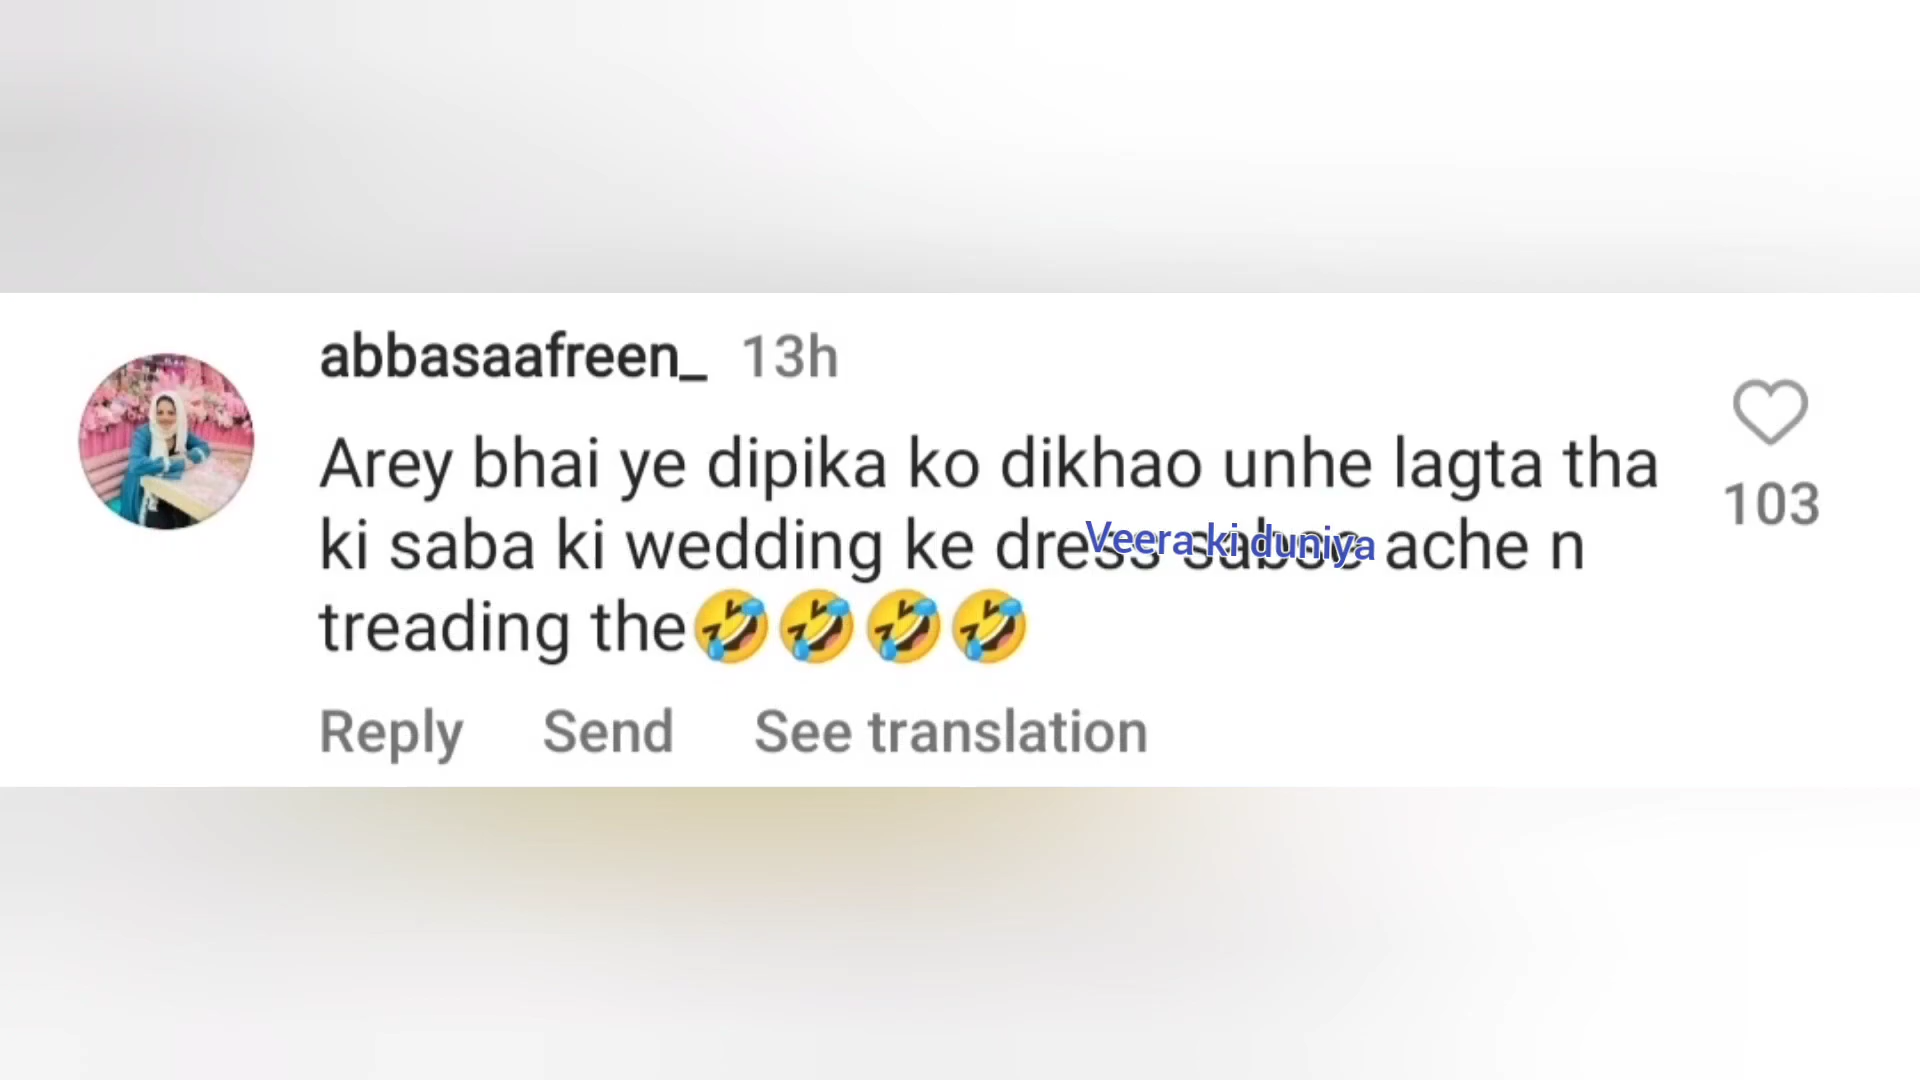 abbasaafreen_ 13h
Arey bhai ye dipika ko dikhao unhe lagta tha
103
ki saba ki wedding ke dress sabse ache n
Veera ki duniya
treading the🤣🤣🤣🤣
Reply Send See translation